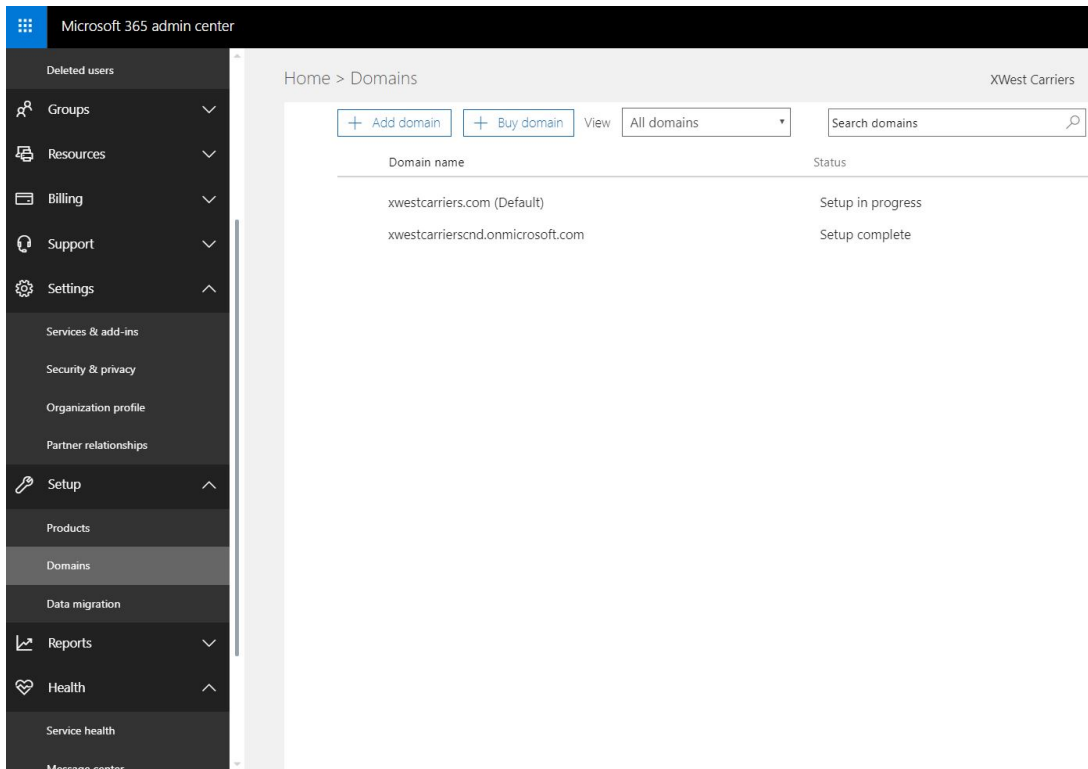 Microsoft 365 admin center
Deleted users
Groups
Resources
Billing
Support
Settings
Services & add-ins
Security & privacy
Organization profile
Partner relationships
Setup
Products
Domains
Data migration
Reports
Health
Service health
Message center
Home > Domains
XWest Carriers
+ Add domain + Buy domain View All domains Search domains
Domain name Status
xwestcarriers.com (Default) Setup in progress
xwestcarrierscnd.onmicrosoft.com Setup complete